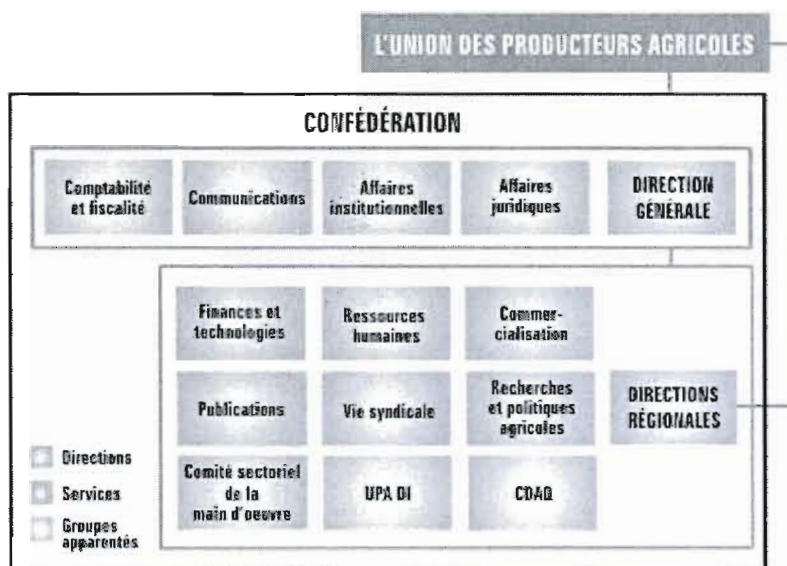 L'UNION DES PRODUCTEURS AGRICOLES
CONFÉDÉRATION
Comptabilité
et fiscalité
Communications
Affaires
institutionnelles
Affaires
juridiques
DIRECTION
GÉNÉRALE
Finances et
technologies
Ressources
humaines
Commer-
cialisation
Publications
Vie syndicale
Recherches
et politiques
agricoles
DIRECTIONS
RÉGIONALES
Comité sectoriel
de la
main d'oeuvre
UPA DI
CDAQ
Directions
Services
Groupes
apparentés